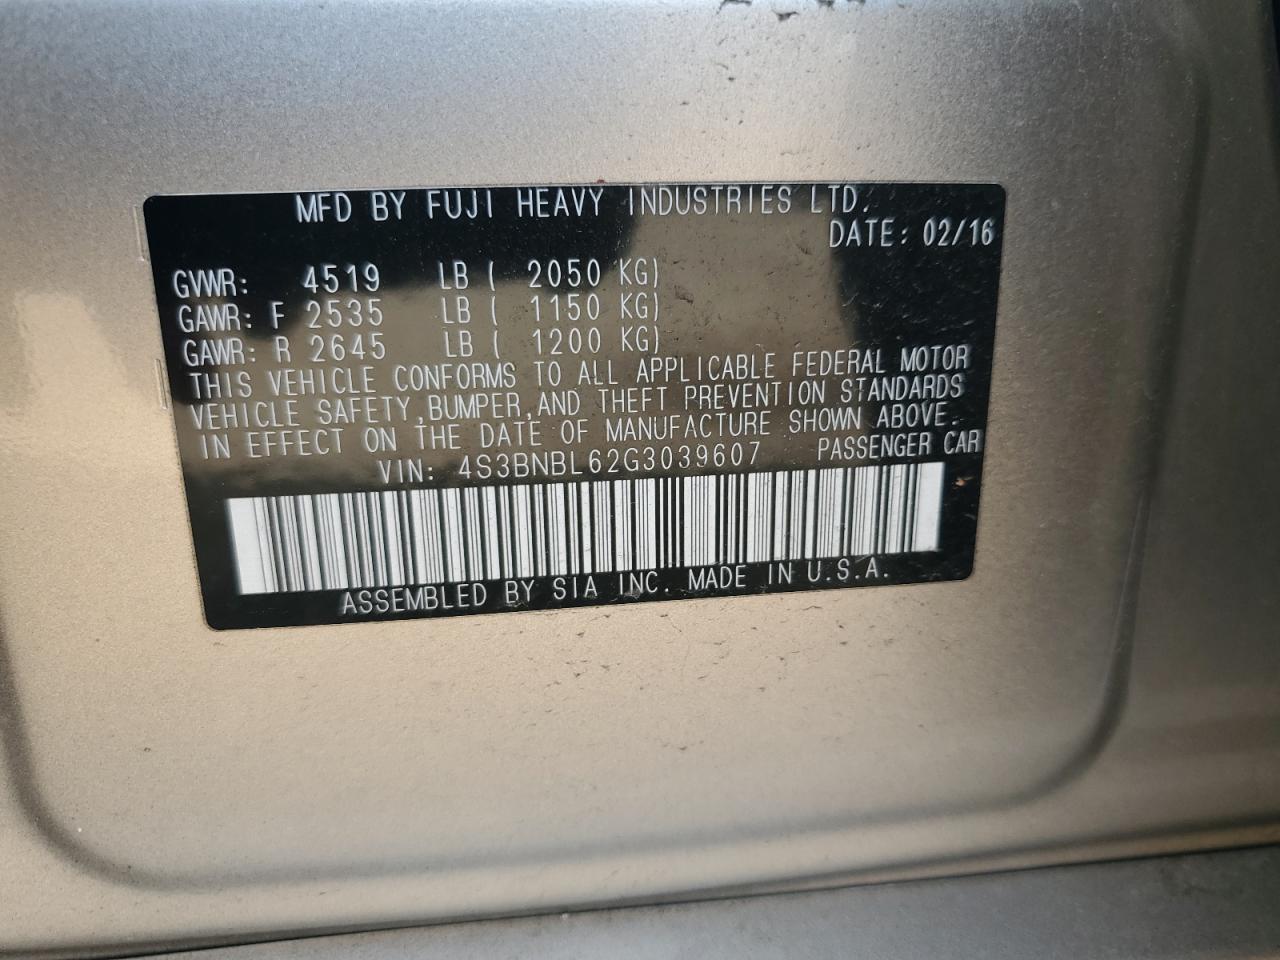 MFD BY FUJI HEAVY INDUSTRIES LTD.
DATE: 02/16
GVWR: 4519 LB ( 2050 KG)
GAWR: F 2535 LB ( 1150 KG)
GAWR: R 2645 LB ( 1200 KG)
THIS VEHICLE CONFORMS TO ALL APPLICABLE FEDERAL MOTOR
VEHICLE SAFETY,BUMPER,AND THEFT PREVENTION STANDARDS
IN EFFECT ON THE DATE OF MANUFACTURE SHOWN ABOVE.
VIN: 4S3BNBL62G3039607 PASSENGER CAR
ASSEMBLED BY SIA INC. MADE IN U.S.A.